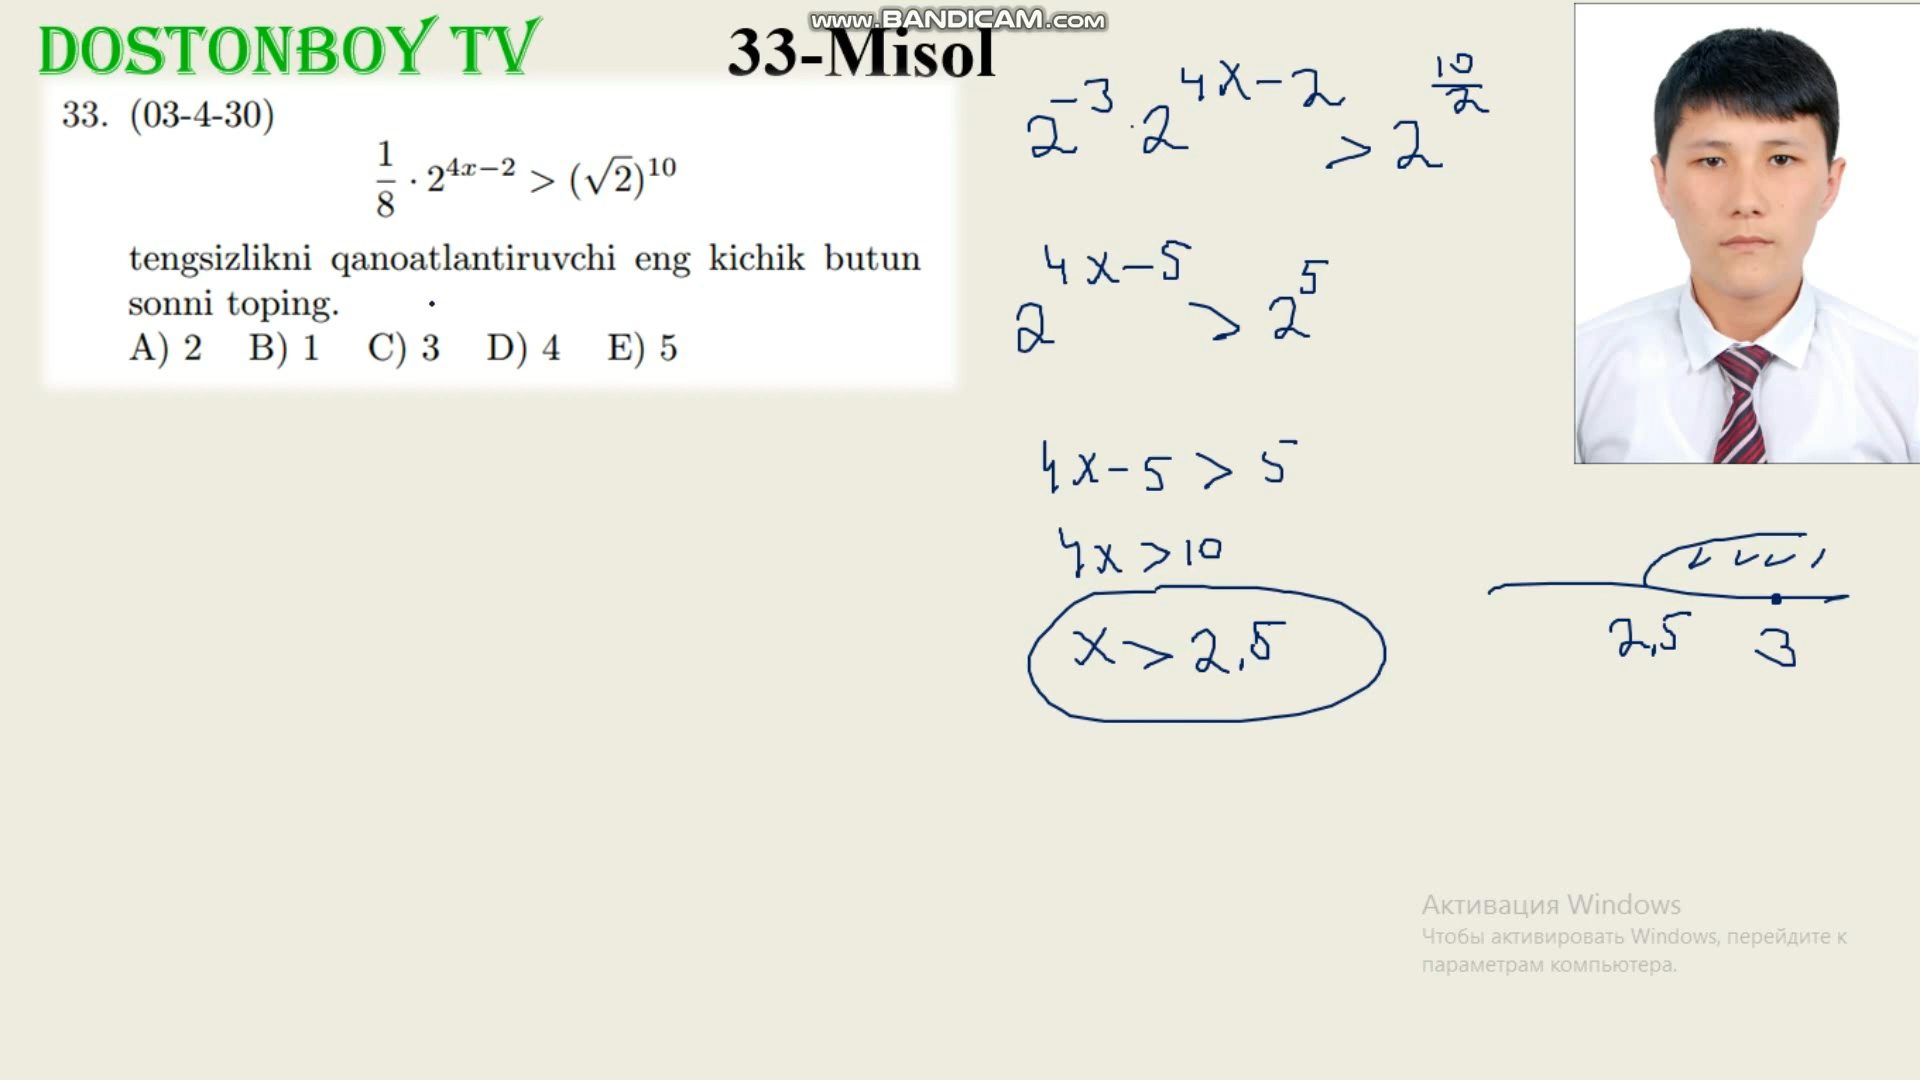 www.BANDICAM.com
DOSTONBOY TV
33-Misol
33. (03-4-30)
1/8 · 2^{4x−2} > (√2)^{10}
tengsizlikni qanoatlantiruvchi eng kichik butun
sonni toping.
A) 2 B) 1 C) 3 D) 4 E) 5
2^{-3} · 2^{4x-2} > 2^{10/2}
2^{4x-5} > 2^5
4x-5 > 5
4x > 10
x > 2,5
2,5 3
Активация Windows
Чтобы активировать Windows, перейдите к
параметрам компьютера.